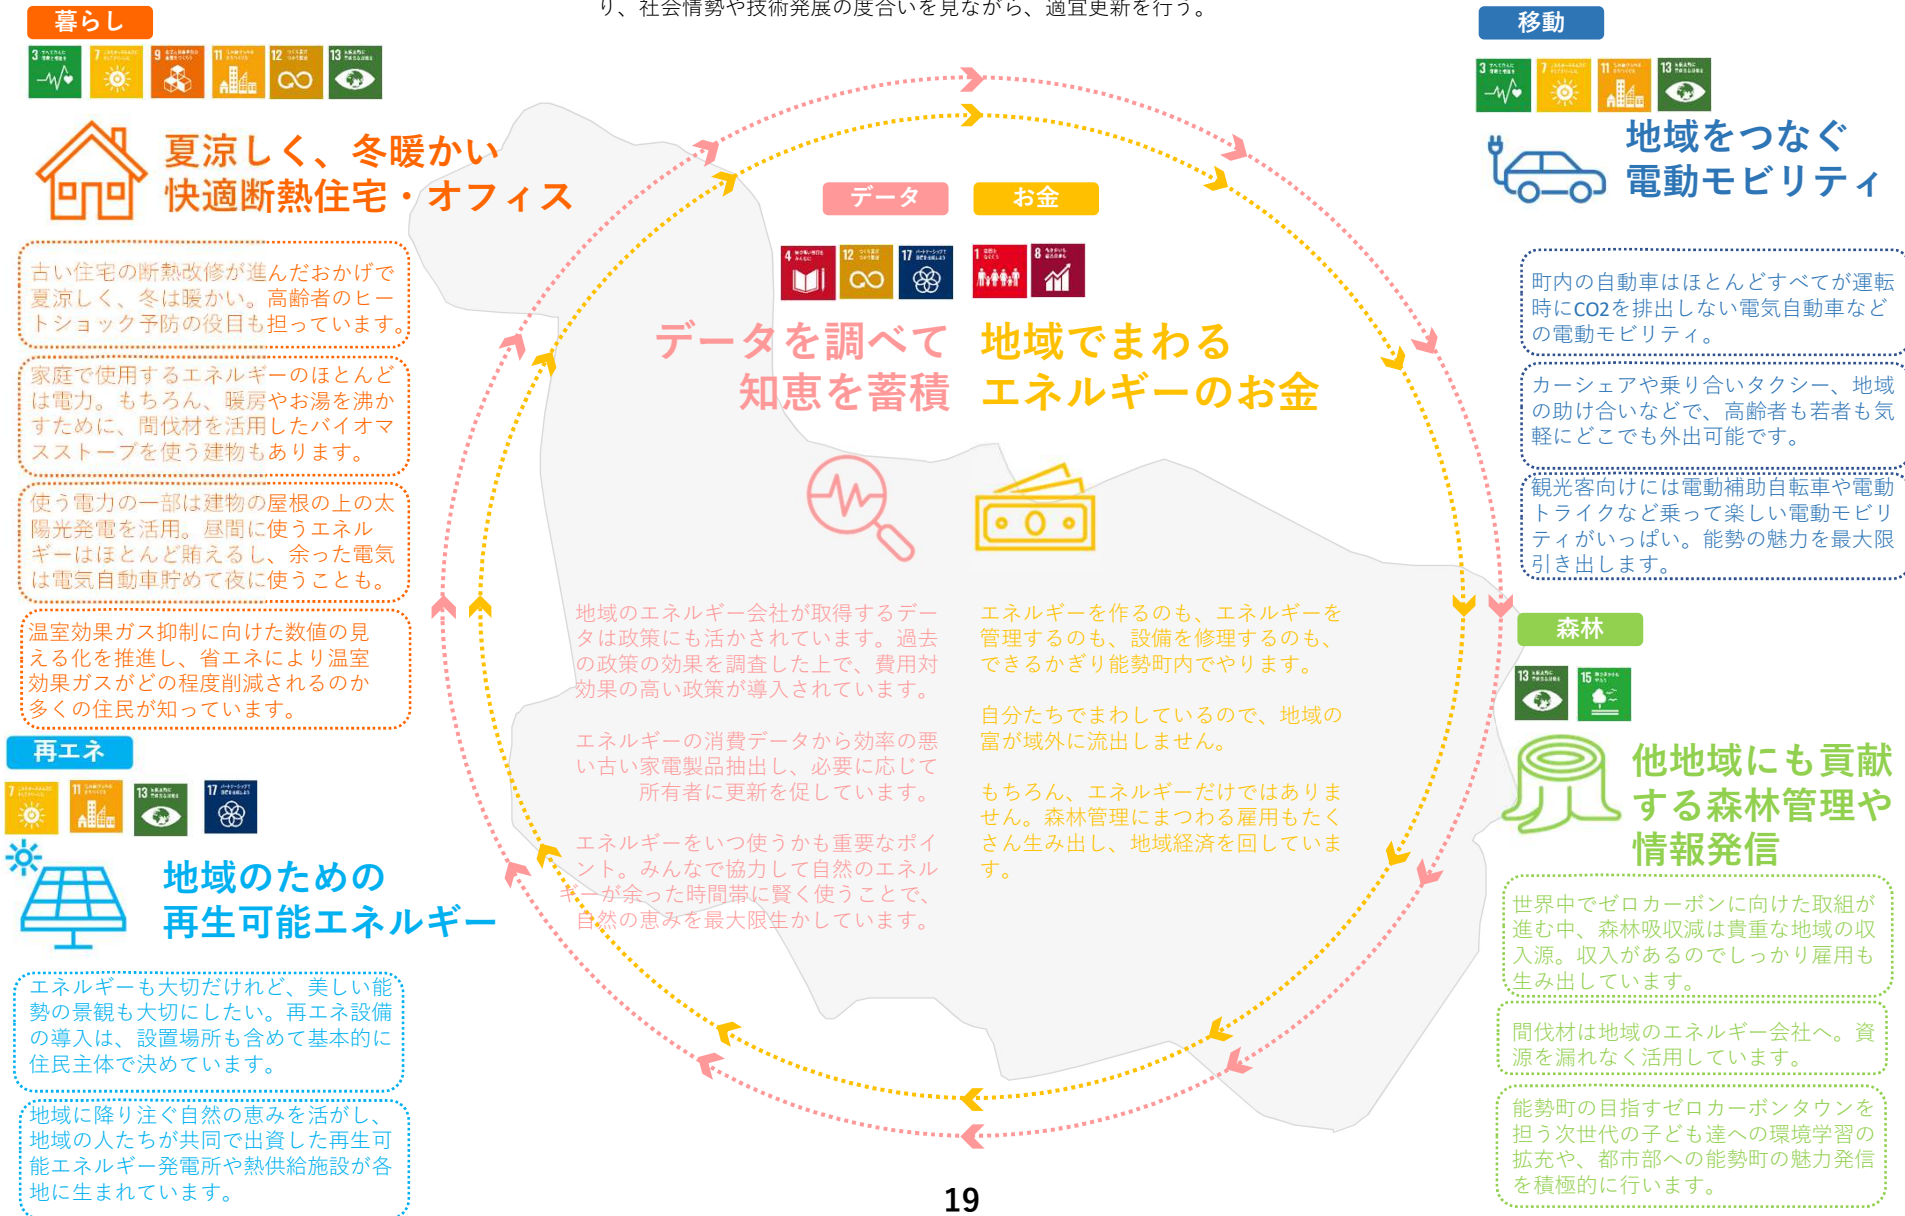 り、社会情勢や技術発展の度合いを見ながら、適宜更新を行う。
暮らし
3
7
9
11
12
13
夏涼しく、冬暖かい
快適断熱住宅・オフィス
古い住宅の断熱改修が進んだおかげで
夏涼しく、冬は暖かい。高齢者のヒー
トショック予防の役目も担っています。
家庭で使用するエネルギーのほとんど
は電力。もちろん、暖房やお湯を沸か
すために、間伐材を活用したバイオマ
スストーブを使う建物もあります。
使う電力の一部は建物の屋根の上の太
陽光発電を活用。昼間に使うエネル
ギーはほとんど賄えるし、余った電気
は電気自動車貯めて夜に使うことも。
温室効果ガス抑制に向けた数値の見
える化を推進し、省エネにより温室
効果ガスがどの程度削減されるのか
多くの住民が知っています。
再エネ
7
11
13
17
地域のための
再生可能エネルギー
エネルギーも大切だけれど、美しい能
勢の景観も大切にしたい。再エネ設備
の導入は、設置場所も含めて基本的に
住民主体で決めています。
地域に降り注ぐ自然の恵みを活がし、
地域の人たちが共同で出資した再生可
能エネルギー発電所や熱供給施設が各
地に生まれています。
データ
4
12
17
データを調べて
知恵を蓄積
地域のエネルギー会社が取得するデー
タは政策にも活かされています。過去
の政策の効果を調査した上で、費用対
効果の高い政策が導入されています。
エネルギーの消費データから効率の悪
い古い家電製品抽出し、必要に応じて
所有者に更新を促しています。
エネルギーをいつ使うかも重要なポイ
ント。みんなで協力して自然のエネル
ギーが余った時間帯に賢く使うことで、
自然の恵みを最大限生かしています。
お金
1
8
地域でまわる
エネルギーのお金
エネルギーを作るのも、エネルギーを
管理するのも、設備を修理するのも、
できるかぎり能勢町内でやります。
自分たちでまわしているので、地域の
富が域外に流出しません。
もちろん、エネルギーだけではありま
せん。森林管理にまつわる雇用もたく
さん生み出し、地域経済を回していま
す。
移動
3
7
11
13
地域をつなぐ
電動モビリティ
町内の自動車はほとんどすべてが運転
時にCO2を排出しない電気自動車など
の電動モビリティ。
カーシェアや乗り合いタクシー、地域
の助け合いなどで、高齢者も若者も気
軽にどこでも外出可能です。
観光客向けには電動補助自転車や電動
トライクなど乗って楽しい電動モビリ
ティがいっぱい。能勢の魅力を最大限
引き出します。
森林
13
15
他地域にも貢献
する森林管理や
情報発信
世界中でゼロカーボンに向けた取組が
進む中、森林吸収減は貴重な地域の収
入源。収入があるのでしっかり雇用も
生み出しています。
間伐材は地域のエネルギー会社へ。資
源を漏れなく活用しています。
能勢町の目指すゼロカーボンタウンを
担う次世代の子ども達への環境学習の
拡充や、都市部への能勢町の魅力発信
を積極的に行います。
19